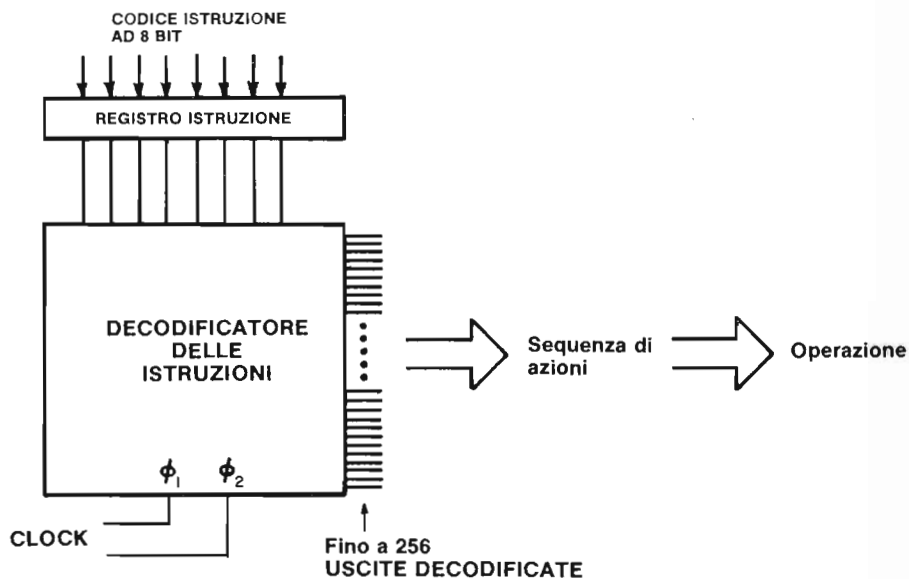 CODICE ISTRUZIONE
AD 8 BIT
REGISTRO ISTRUZIONE
DECODIFICATORE
DELLE
ISTRUZIONI
Sequenza di
azioni
Operazione
ϕ1 ϕ2
CLOCK
Fino a 256
USCITE DECODIFICATE